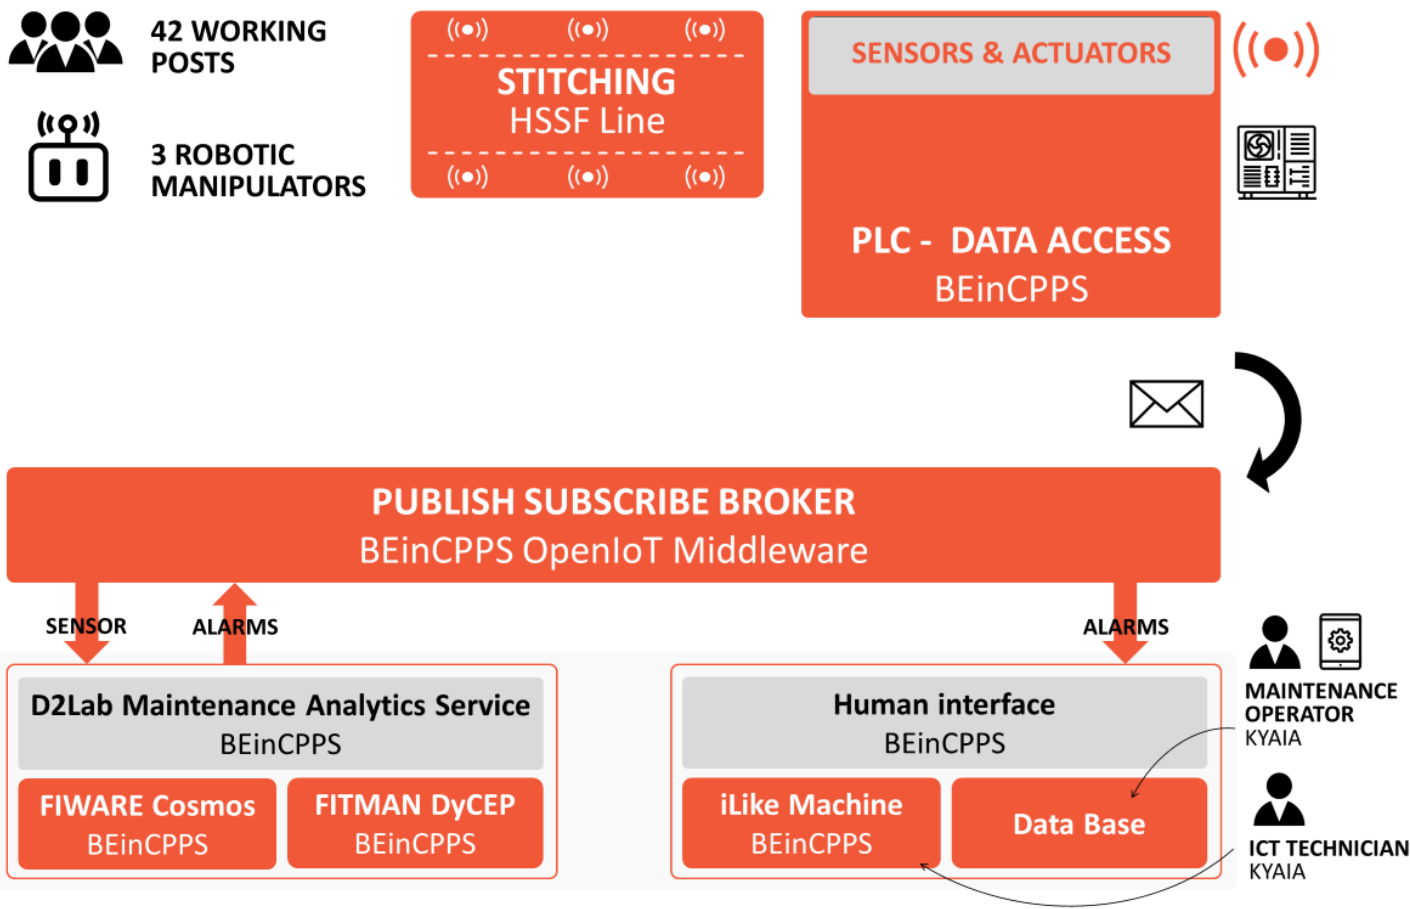 42 WORKING
POSTS
3 ROBOTIC
MANIPULATORS
STITCHING
HSSF Line
SENSORS & ACTUATORS
PLC - DATA ACCESS
BEinCPPS
PUBLISH SUBSCRIBE BROKER
BEinCPPS OpenIoT Middleware
SENSOR
ALARMS
ALARMS
D2Lab Maintenance Analytics Service
BEinCPPS
FIWARE Cosmos
BEinCPPS
FITMAN DyCEP
BEinCPPS
Human interface
BEinCPPS
iLike Machine
BEinCPPS
Data Base
MAINTENANCE
OPERATOR
KYAIA
ICT TECHNICIAN
KYAIA